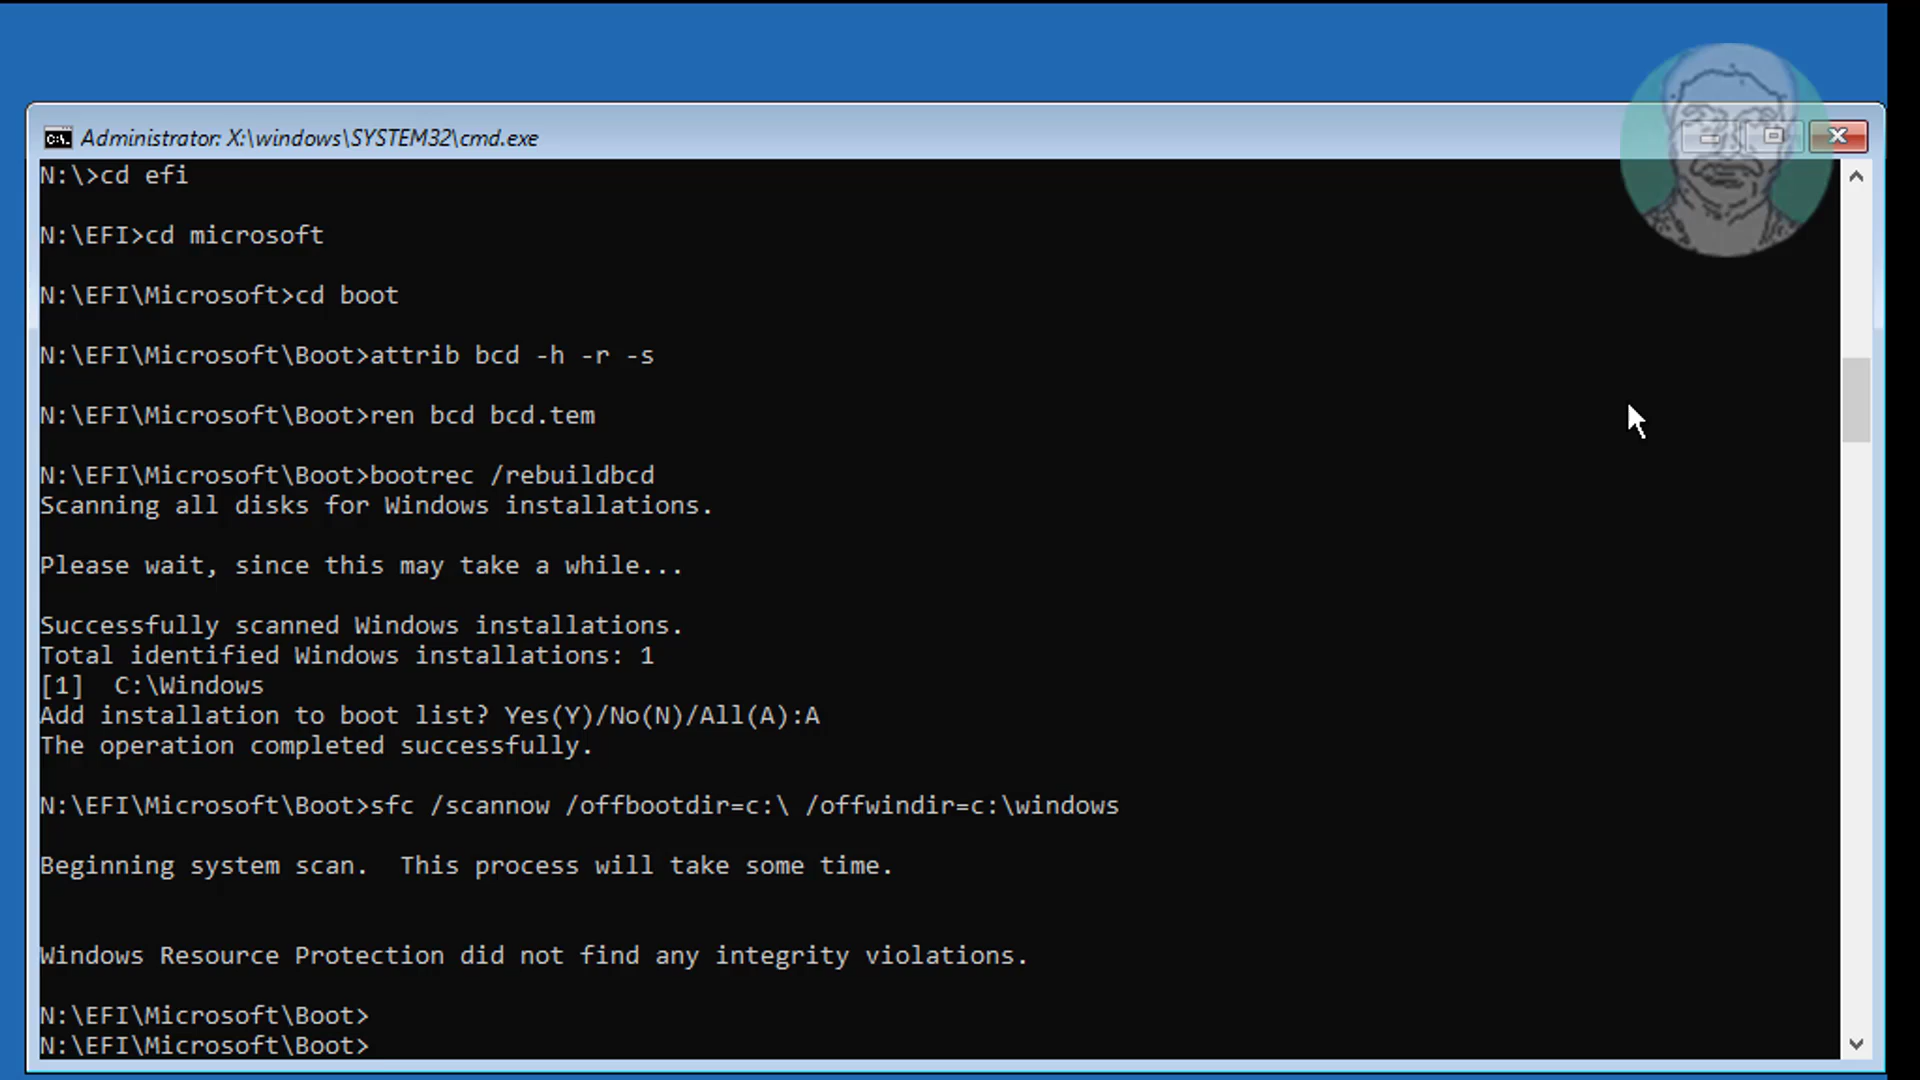 Administrator: X:\windows\SYSTEM32\cmd.exe
N:\>cd efi
N:\EFI>cd microsoft
N:\EFI\Microsoft>cd boot
N:\EFI\Microsoft\Boot>attrib bcd -h -r -s
N:\EFI\Microsoft\Boot>ren bcd bcd.tem
N:\EFI\Microsoft\Boot>bootrec /rebuildbcd
Scanning all disks for Windows installations.
Please wait, since this may take a while...
Successfully scanned Windows installations.
Total identified Windows installations: 1
[1]  C:\Windows
Add installation to boot list? Yes(Y)/No(N)/All(A):A
The operation completed successfully.
N:\EFI\Microsoft\Boot>sfc /scannow /offbootdir=c:\ /offwindir=c:\windows
Beginning system scan.  This process will take some time.
Windows Resource Protection did not find any integrity violations.
N:\EFI\Microsoft\Boot>
N:\EFI\Microsoft\Boot>